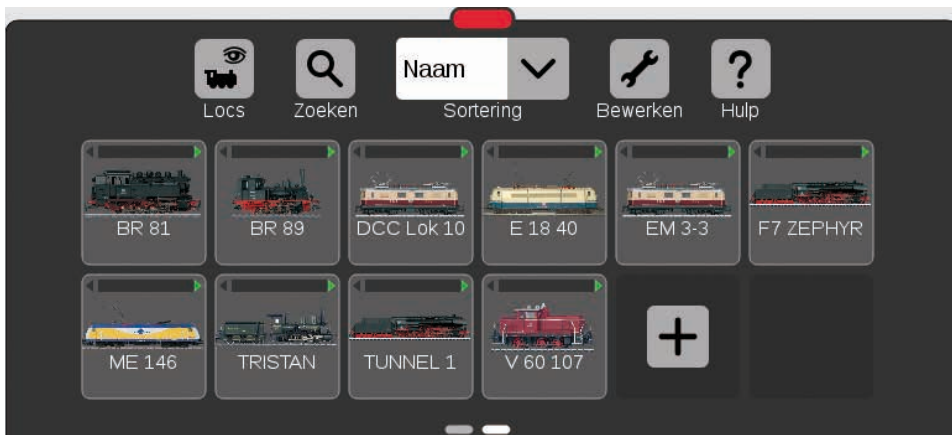 Naam
Locs
Zoeken
Sortering
Bewerken
?
Hulp
BR 81
BR 89
DCC Lok 10
E 18 40
EM 3-3
F7 ZEPHYR
ME 146
TRISTAN
TUNNEL 1
V 60 107